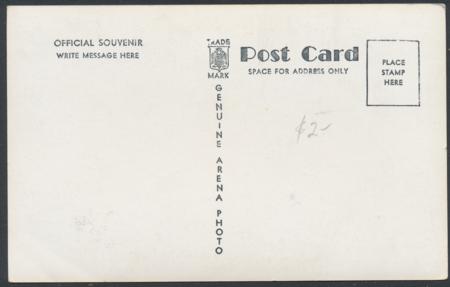 OFFICIAL SOUVENIR
WRITE MESSAGE HERE
TRADE
MARK
Post Card
SPACE FOR ADDRESS ONLY
PLACE
STAMP
HERE
GENUINE ARENA PHOTO
$2-